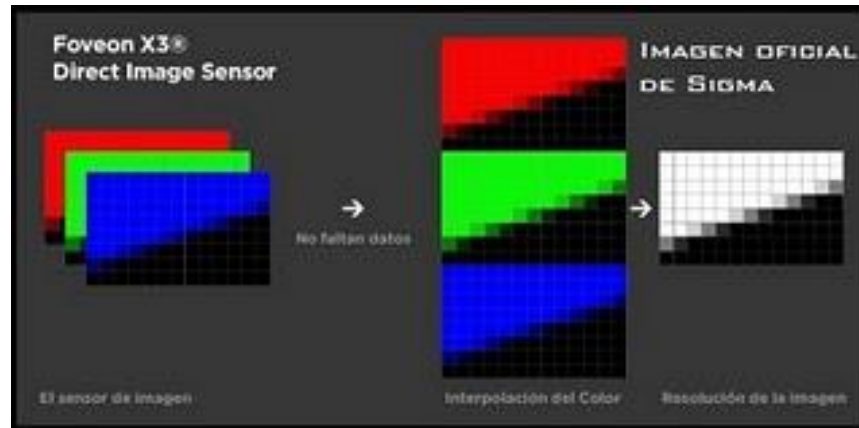 Foveon X3®
Direct Image Sensor
IMAGEN OFICIAL
DE SIGMA
No faltan datos
El sensor de imagen
Interpolación del Color
Resolución de la imagen